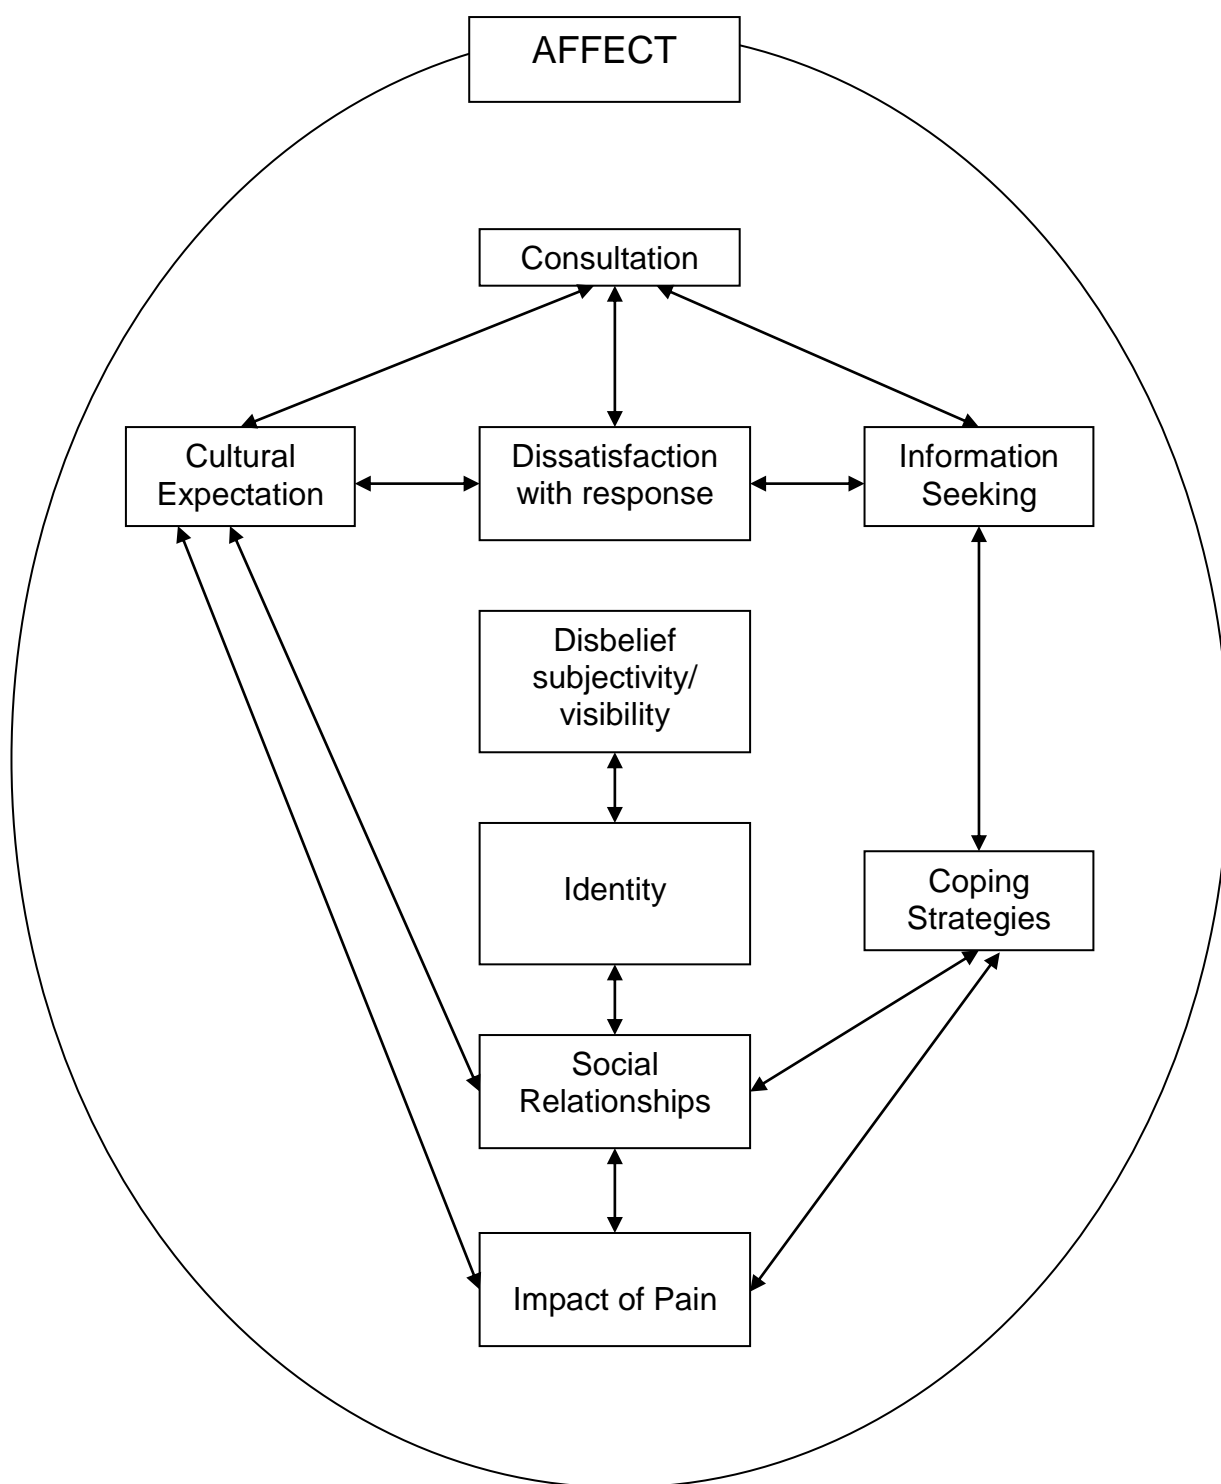 AFFECT
Consultation
Cultural
Expectation
Dissatisfaction
with response
Information
Seeking
Disbelief
subjectivity/
visibility
Identity
Coping
Strategies
Social
Relationships
Impact of Pain